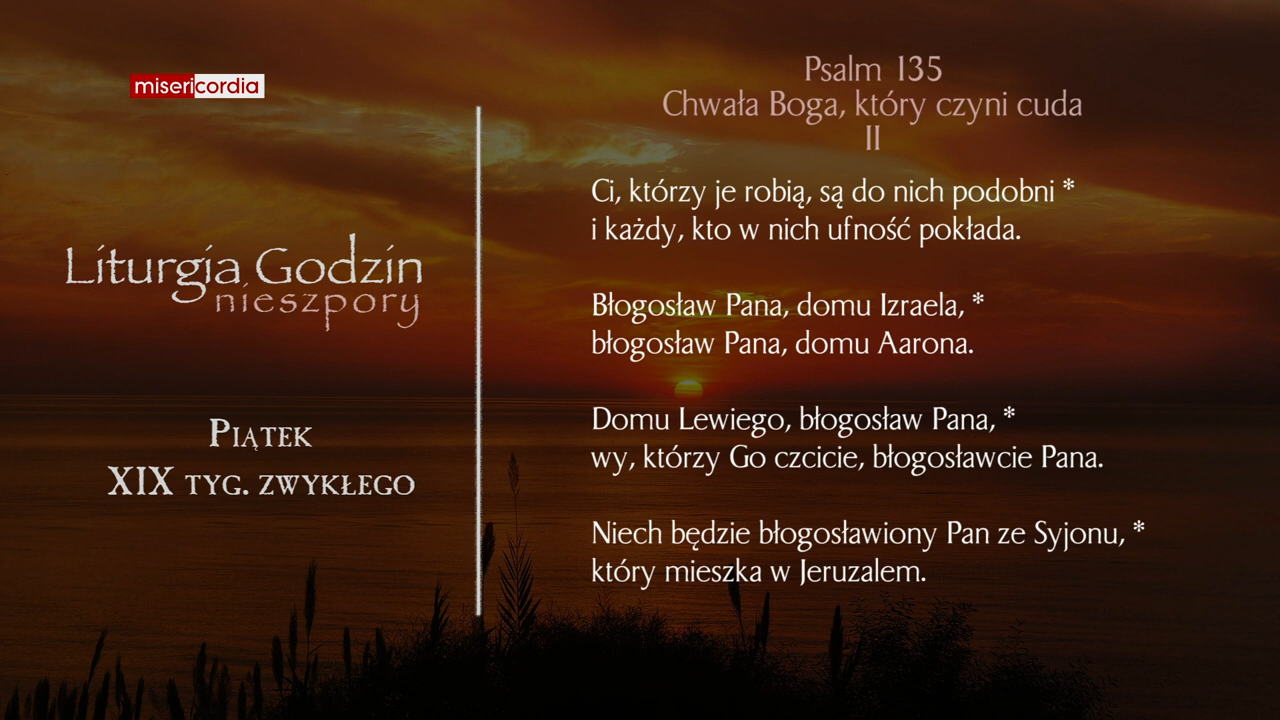 misericordia
Liturgia Godzin
nieszpory
Piątek
XIX tyg. zwykłego
Psalm 135
Chwała Boga, który czyni cuda
II
Ci, którzy je robią, są do nich podobni *
i każdy, kto w nich ufność pokłada.
Błogosław Pana, domu Izraela, *
błogosław Pana, domu Aarona.
Domu Lewiego, błogosław Pana, *
wy, którzy Go czcicie, błogosławcie Pana.
Niech będzie błogosławiony Pan ze Syjonu, *
który mieszka w Jeruzalem.